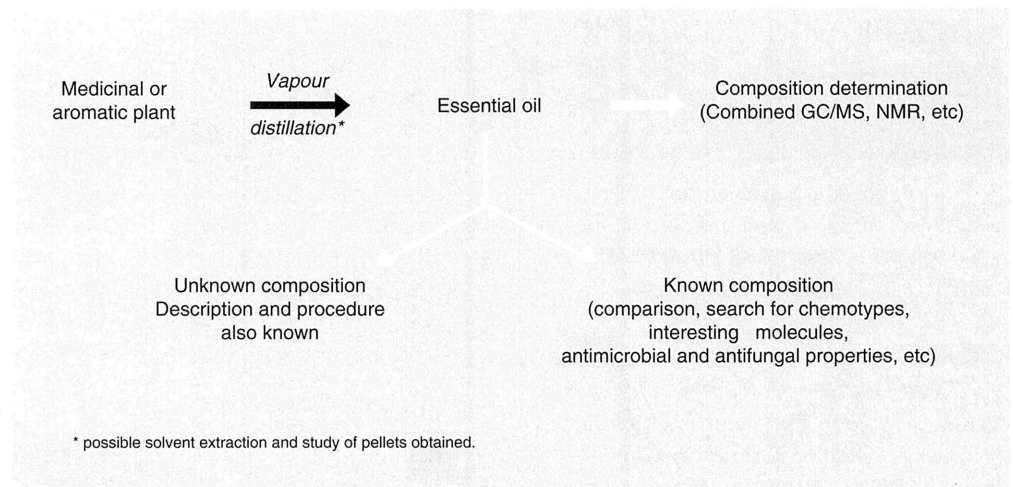 Medicinal or
aromatic plant
Vapour
distillation*
Essential oil
Composition determination
(Combined GC/MS, NMR, etc)
Unknown composition
Description and procedure
also known
Known composition
(comparison, search for chemotypes,
interesting molecules,
antimicrobial and antifungal properties, etc)
* possible solvent extraction and study of pellets obtained.